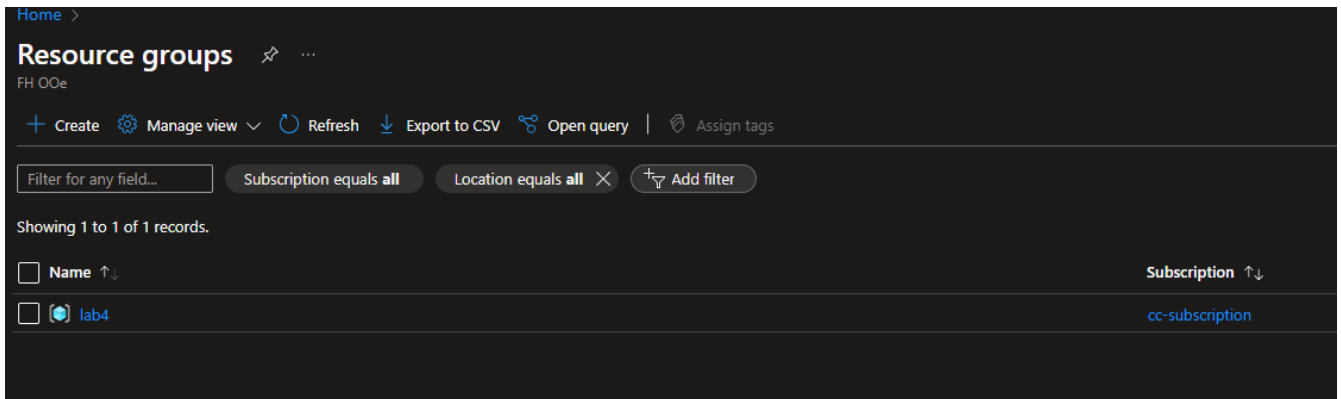 Home >
Resource groups ...
FH OOe
+ Create Manage view Refresh Export to CSV Open query | Assign tags
Filter for any field... Subscription equals all Location equals all Add filter
Showing 1 to 1 of 1 records.
Name ↑↓ Subscription ↑↓
lab4 cc-subscription